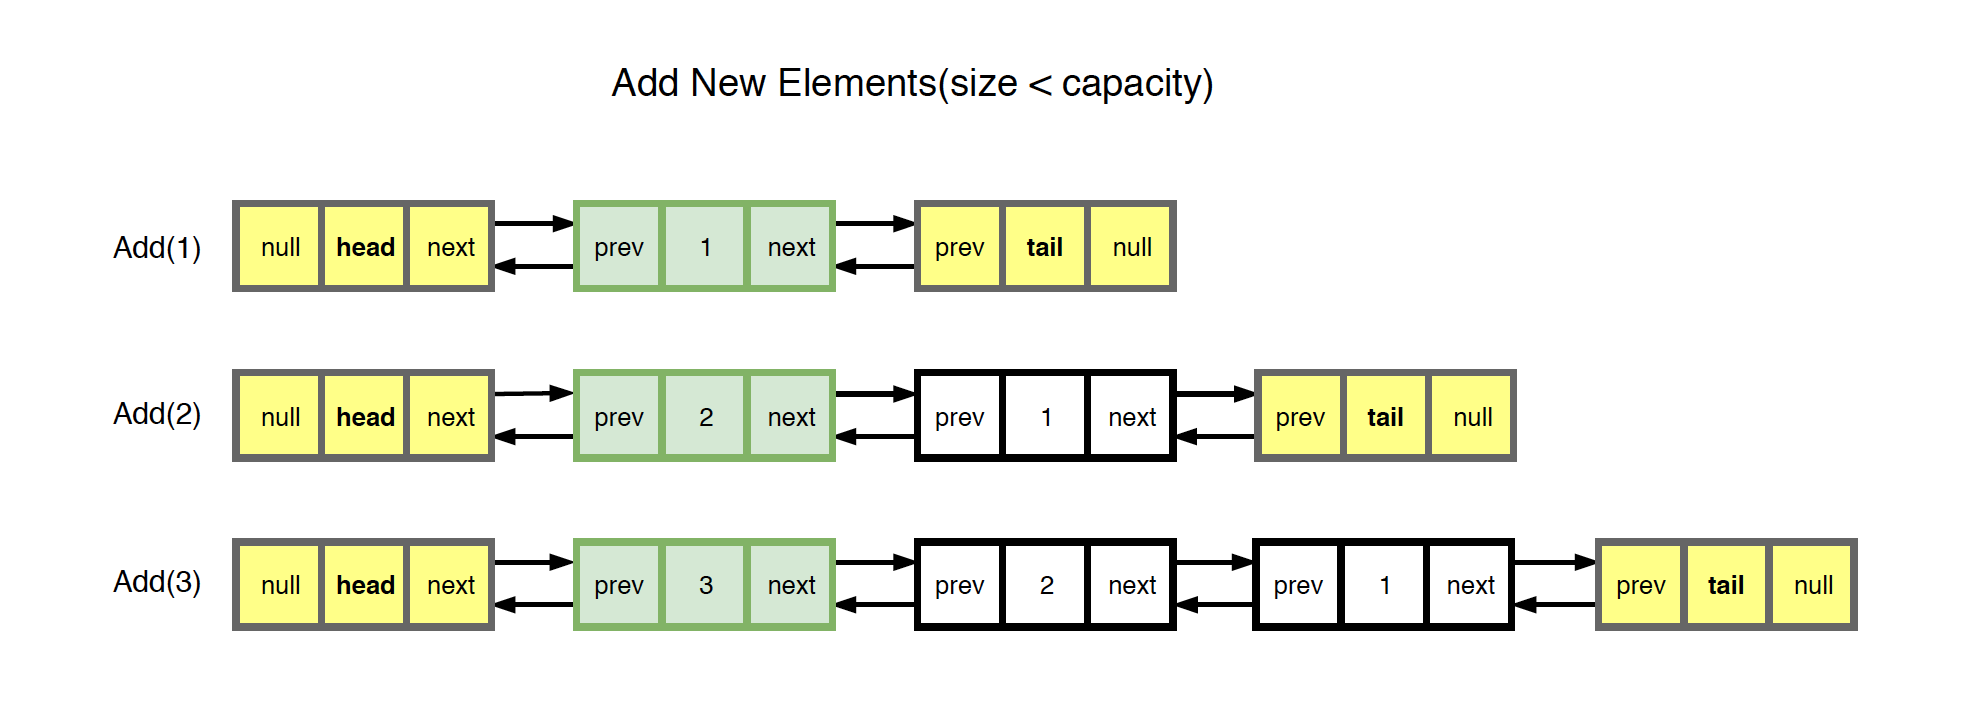 Add New Elements(size < capacity)
Add(1) null head next prev 1 next prev tail null
Add(2) null head next prev 2 next prev 1 next prev tail null
Add(3) null head next prev 3 next prev 2 next prev 1 next prev tail null